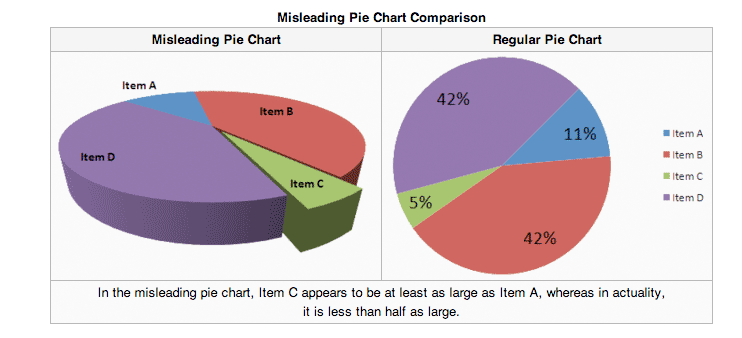 Misleading Pie Chart Comparison
Misleading Pie Chart
Regular Pie Chart
Item A
Item B
Item D
Item C
42%
11%
5%
42%
Item A
Item B
Item C
Item D
In the misleading pie chart, Item C appears to be at least as large as Item A, whereas in actuality,
it is less than half as large.